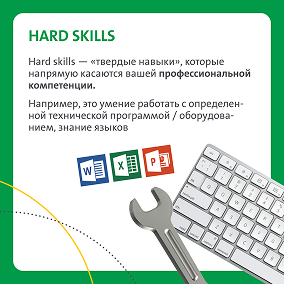 HARD SKILLS
Hard skills — «твердые навыки», которые
напрямую касаются вашей профессиональной
компетенции.
Например, это умение работать с определен-
ной технической программой / оборудова-
нием, знание языков
W X P